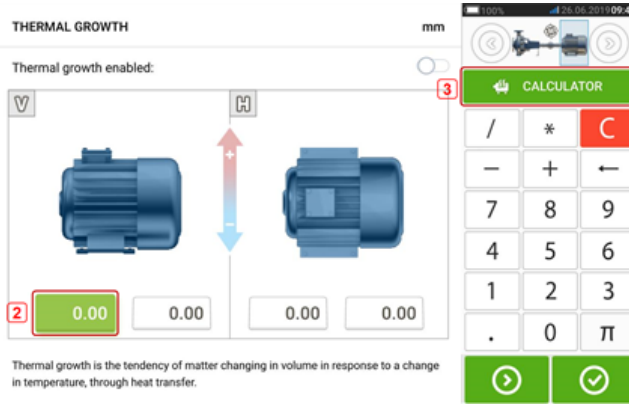 THERMAL GROWTH mm
100% 26.06.2019 09:4
Thermal growth enabled:
3 CALCULATOR
V H
+
−
2 0.00 0.00 0.00 0.00
/ * C
− + ←
7 8 9
4 5 6
1 2 3
. 0 π
Thermal growth is the tendency of matter changing in volume in response to a change
in temperature, through heat transfer.